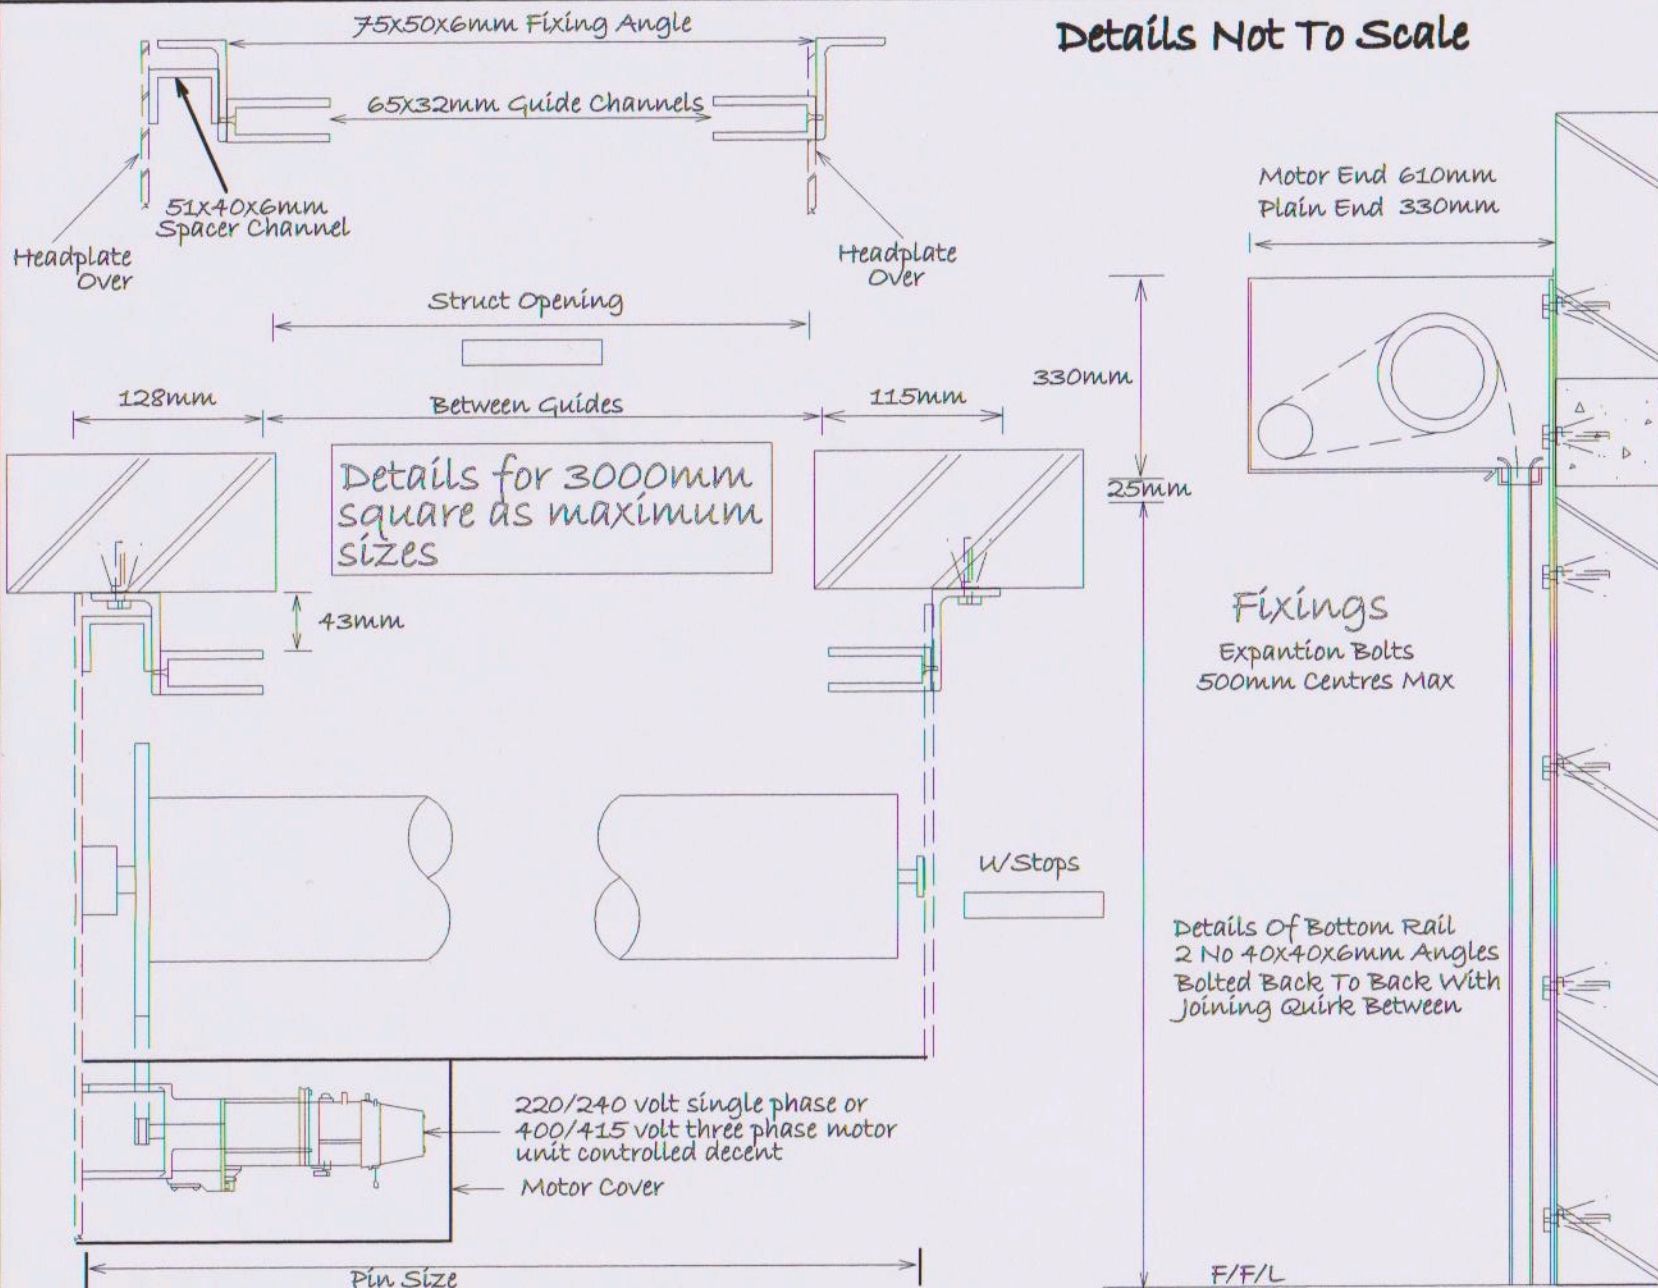 75x50x6mm Fixing Angle
Details Not To Scale
65x32mm Guide Channels
51x40x6mm
Spacer Channel
Headplate
Over
Headplate
Over
Motor End 610mm
Plain End 330mm
Struct Opening
330mm
128mm
Between Guides
115mm
Details for 3000mm
square as maximum
sizes
25mm
43mm
Fixings
Expantion Bolts
500mm Centres Max
W/Stops
Details Of Bottom Rail
2 No 40x40x6mm Angles
Bolted Back To Back With
Joining Quirk Between
220/240 volt single phase or
400/415 volt three phase motor
unit controlled decent
Motor Cover
Pin Size
F/F/L